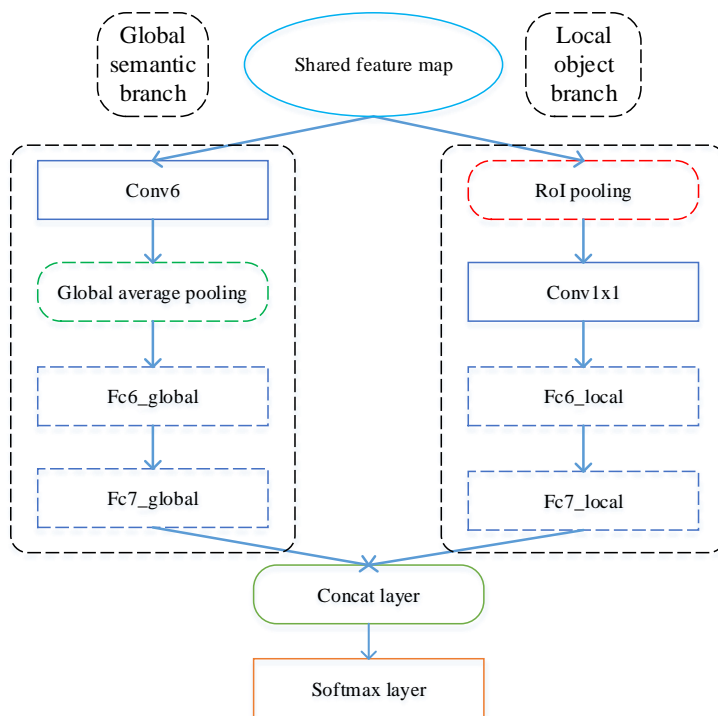 Global
semantic
branch
Shared feature map
Local
object
branch
Conv6
Global average pooling
Fc6_global
Fc7_global
RoI pooling
Conv1x1
Fc6_local
Fc7_local
Concat layer
Softmax layer